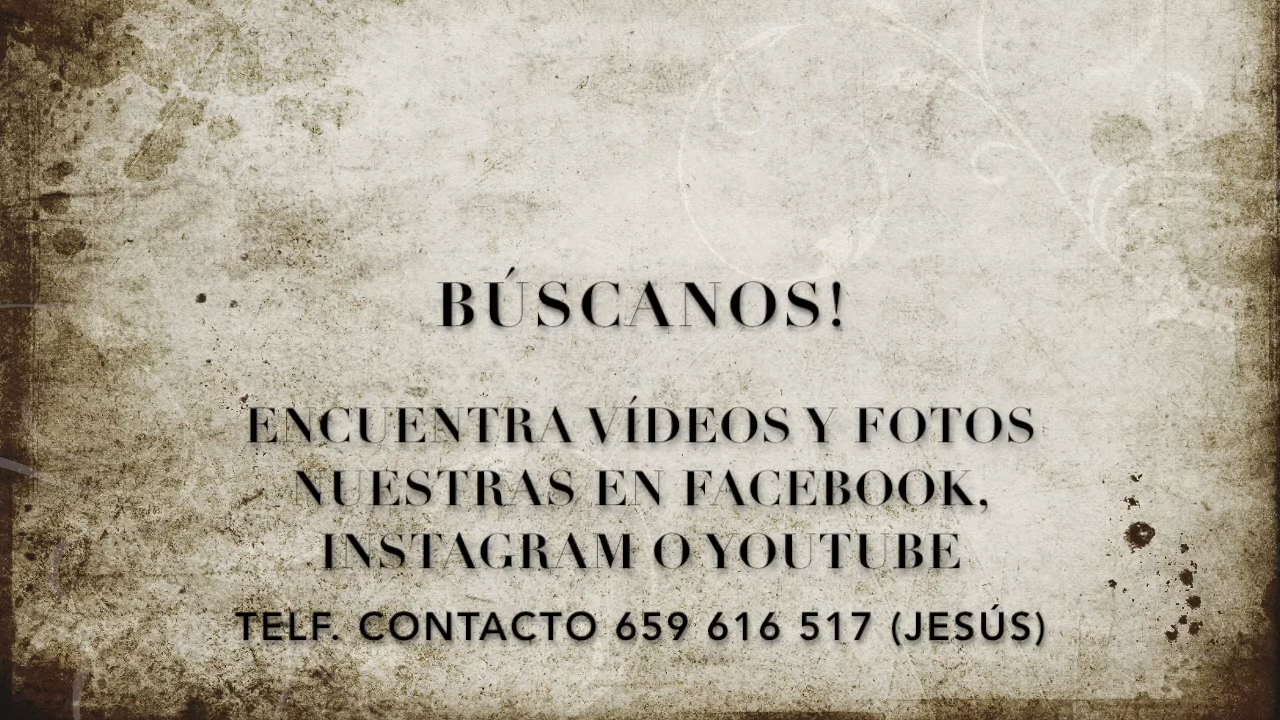 BÚSCANOS!
ENCUENTRA VÍDEOS Y FOTOS
NUESTRAS EN FACEBOOK,
INSTAGRAM O YOUTUBE
TELF. CONTACTO 659 616 517 (JESÚS)